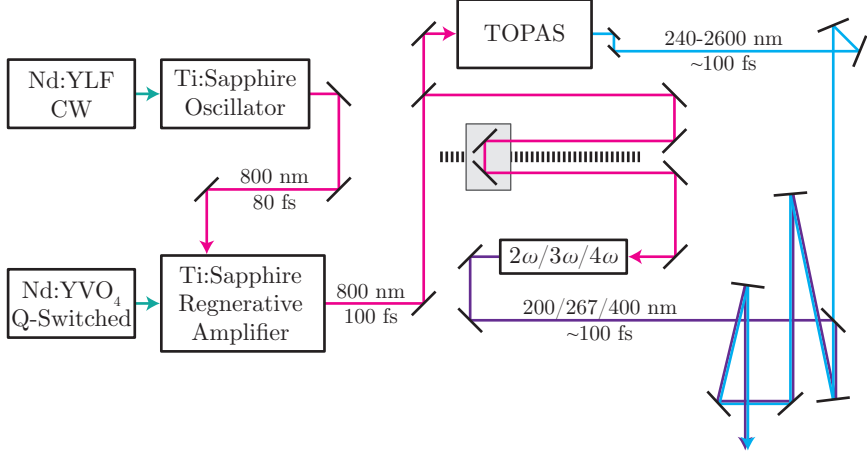 TOPAS
240-2600 nm
~100 fs
Nd:YLF
CW
Ti:Sapphire
Oscillator
800 nm
80 fs
2ω/3ω/4ω
Nd:YVO₄
Q-Switched
Ti:Sapphire
Regnerative
Amplifier
800 nm
100 fs
200/267/400 nm
~100 fs